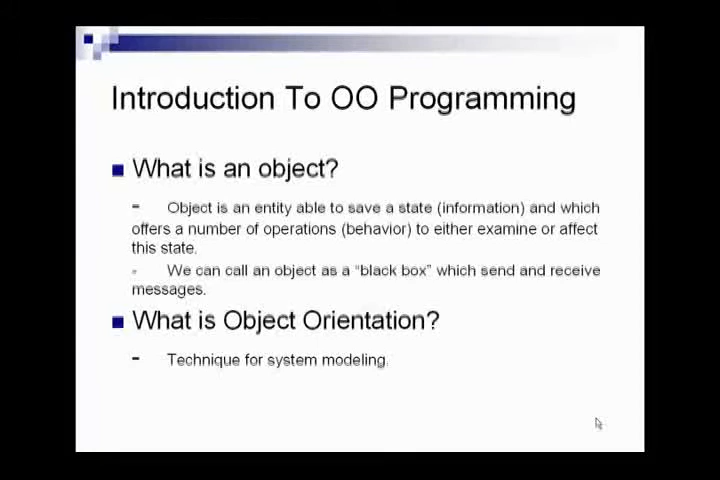 Introduction To OO Programming
What is an object?
- Object is an entity able to save a state (information) and which
offers a number of operations (behavior) to either examine or affect
this state.
- We can call an object as a “black box” which send and receive
messages.
What is Object Orientation?
- Technique for system modeling.